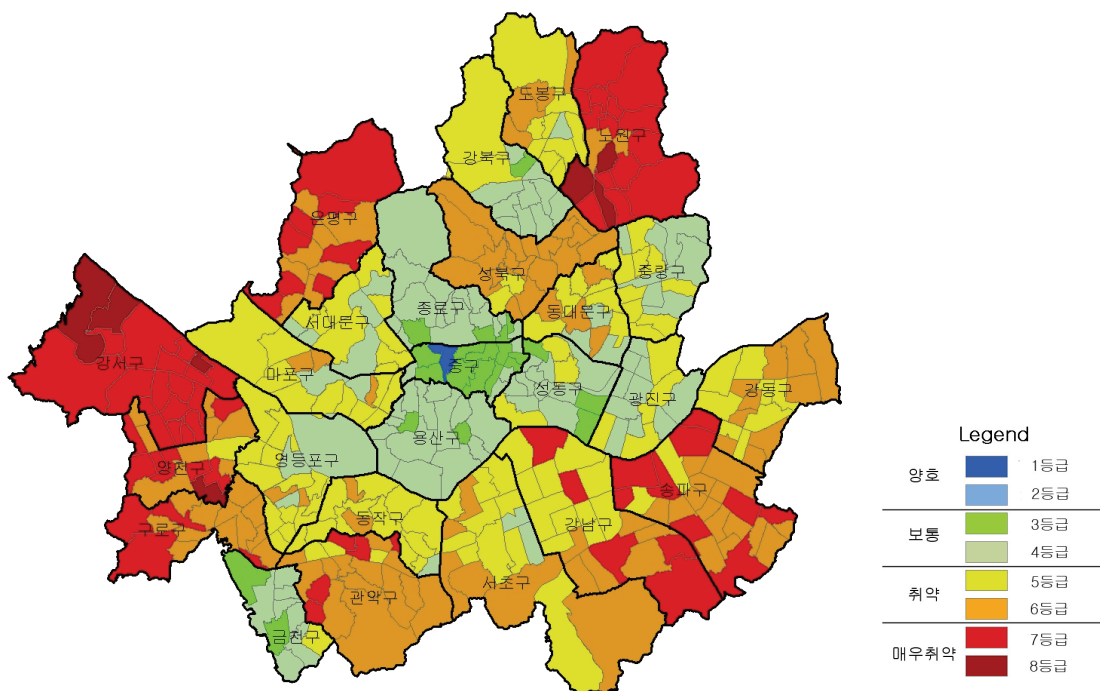 도봉구
노원구
강북구
은평구
성북구
중랑구
종로구
동대문구
서대문구
강서구
마포구
중구
성동구
광진구
강동구
용산구
영등포구
양천구
송파구
동작구
강남구
구로구
서초구
관악구
금천구
Legend
양호
1등급
2등급
보통
3등급
4등급
취약
5등급
6등급
매우취약
7등급
8등급